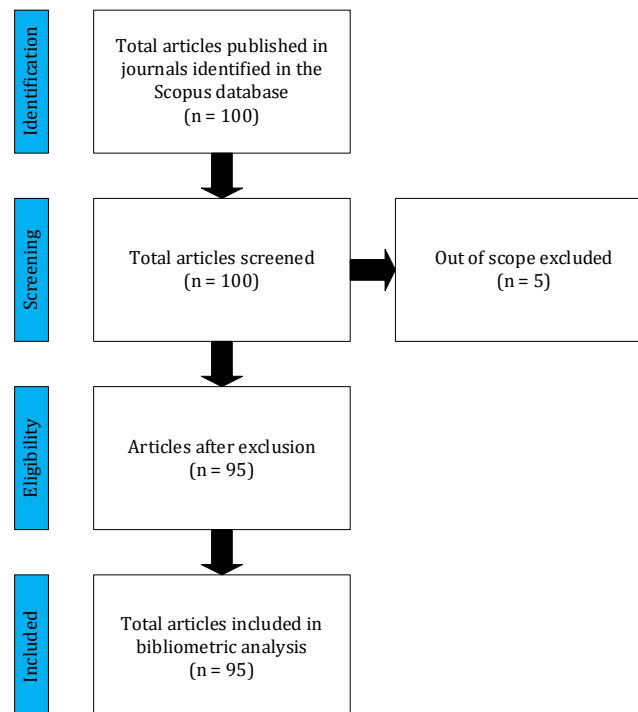 Identification
Total articles published in
journals identified in the
Scopus database
(n = 100)
Screening
Total articles screened
(n = 100)
Out of scope excluded
(n = 5)
Eligibility
Articles after exclusion
(n = 95)
Included
Total articles included in
bibliometric analysis
(n = 95)